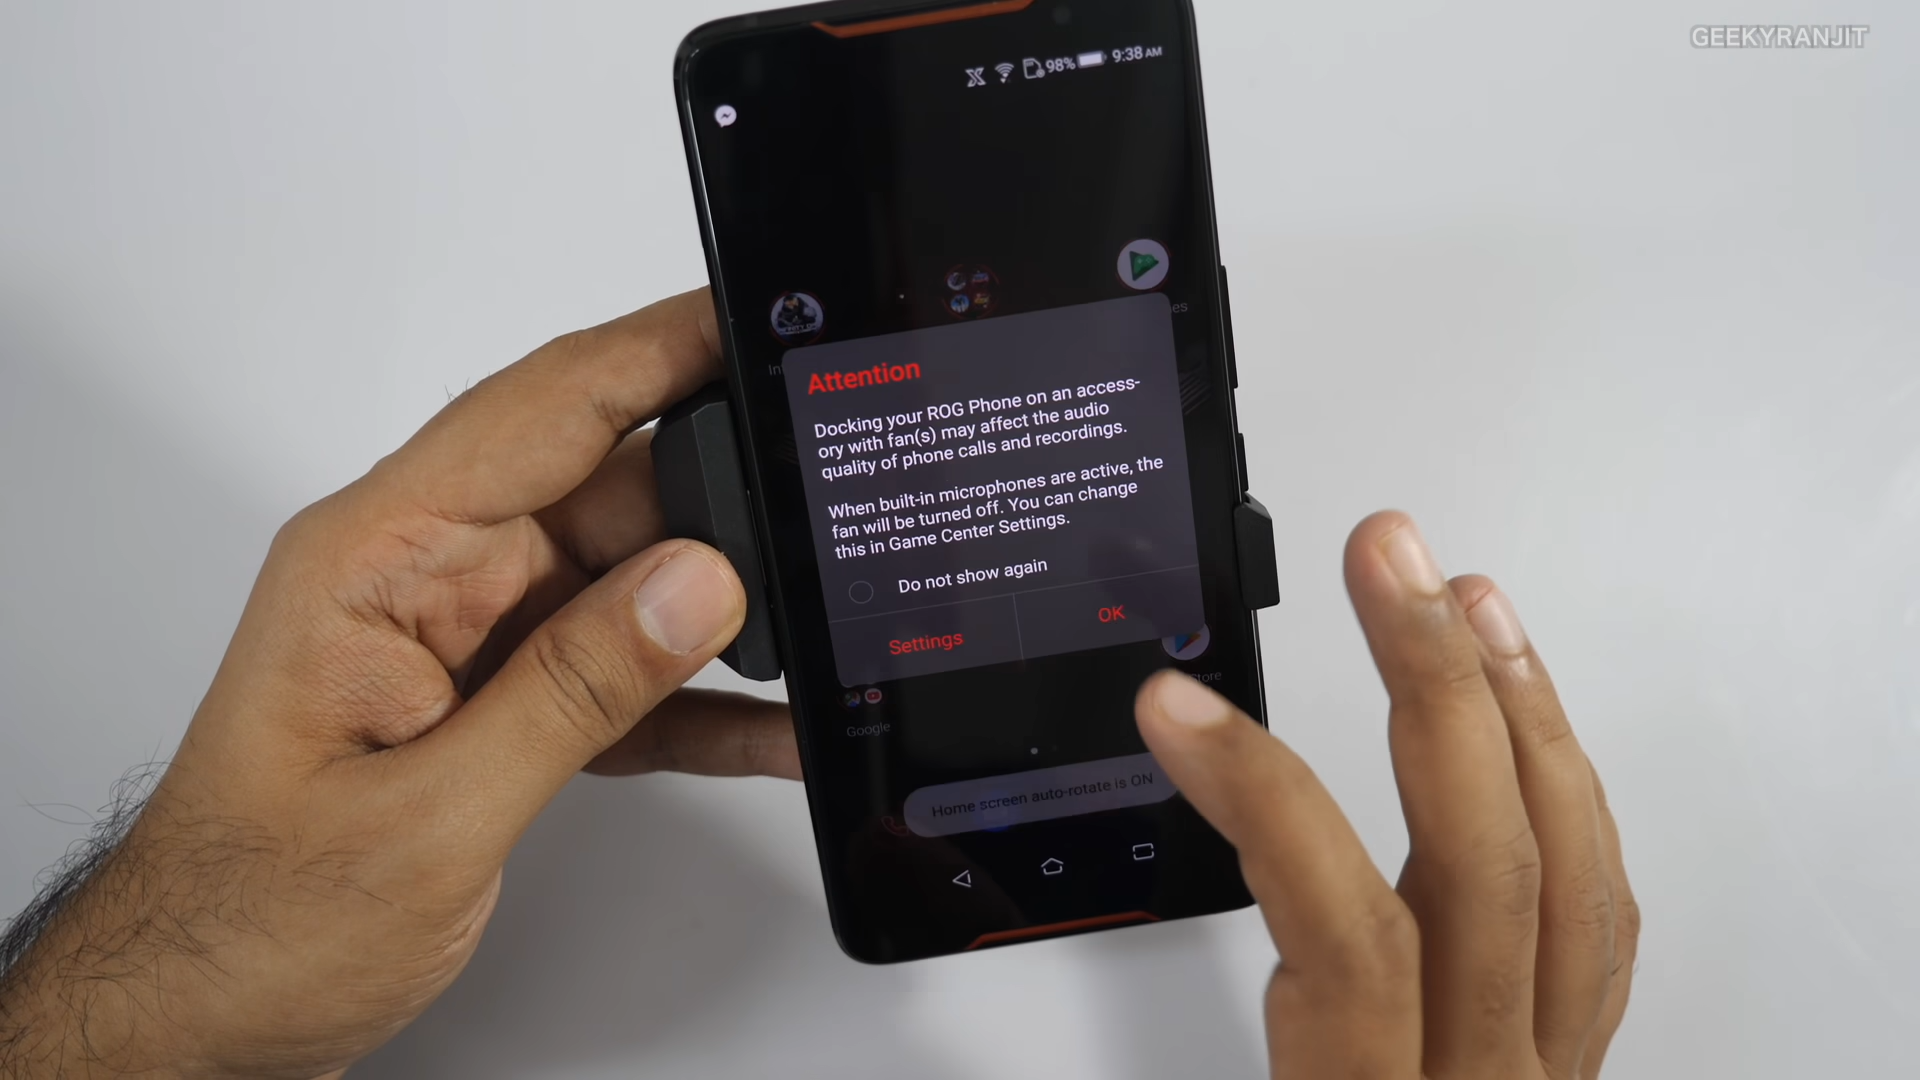 GEEKYRANJIT
98%
9:38 AM
es
In
Attention
Docking your ROG Phone on an access-
ory with fan(s) may affect the audio
quality of phone calls and recordings.
When built-in microphones are active, the
fan will be turned off. You can change
this in Game Center Settings.
Do not show again
Settings
OK
Store
Google
Home screen auto-rotate is ON